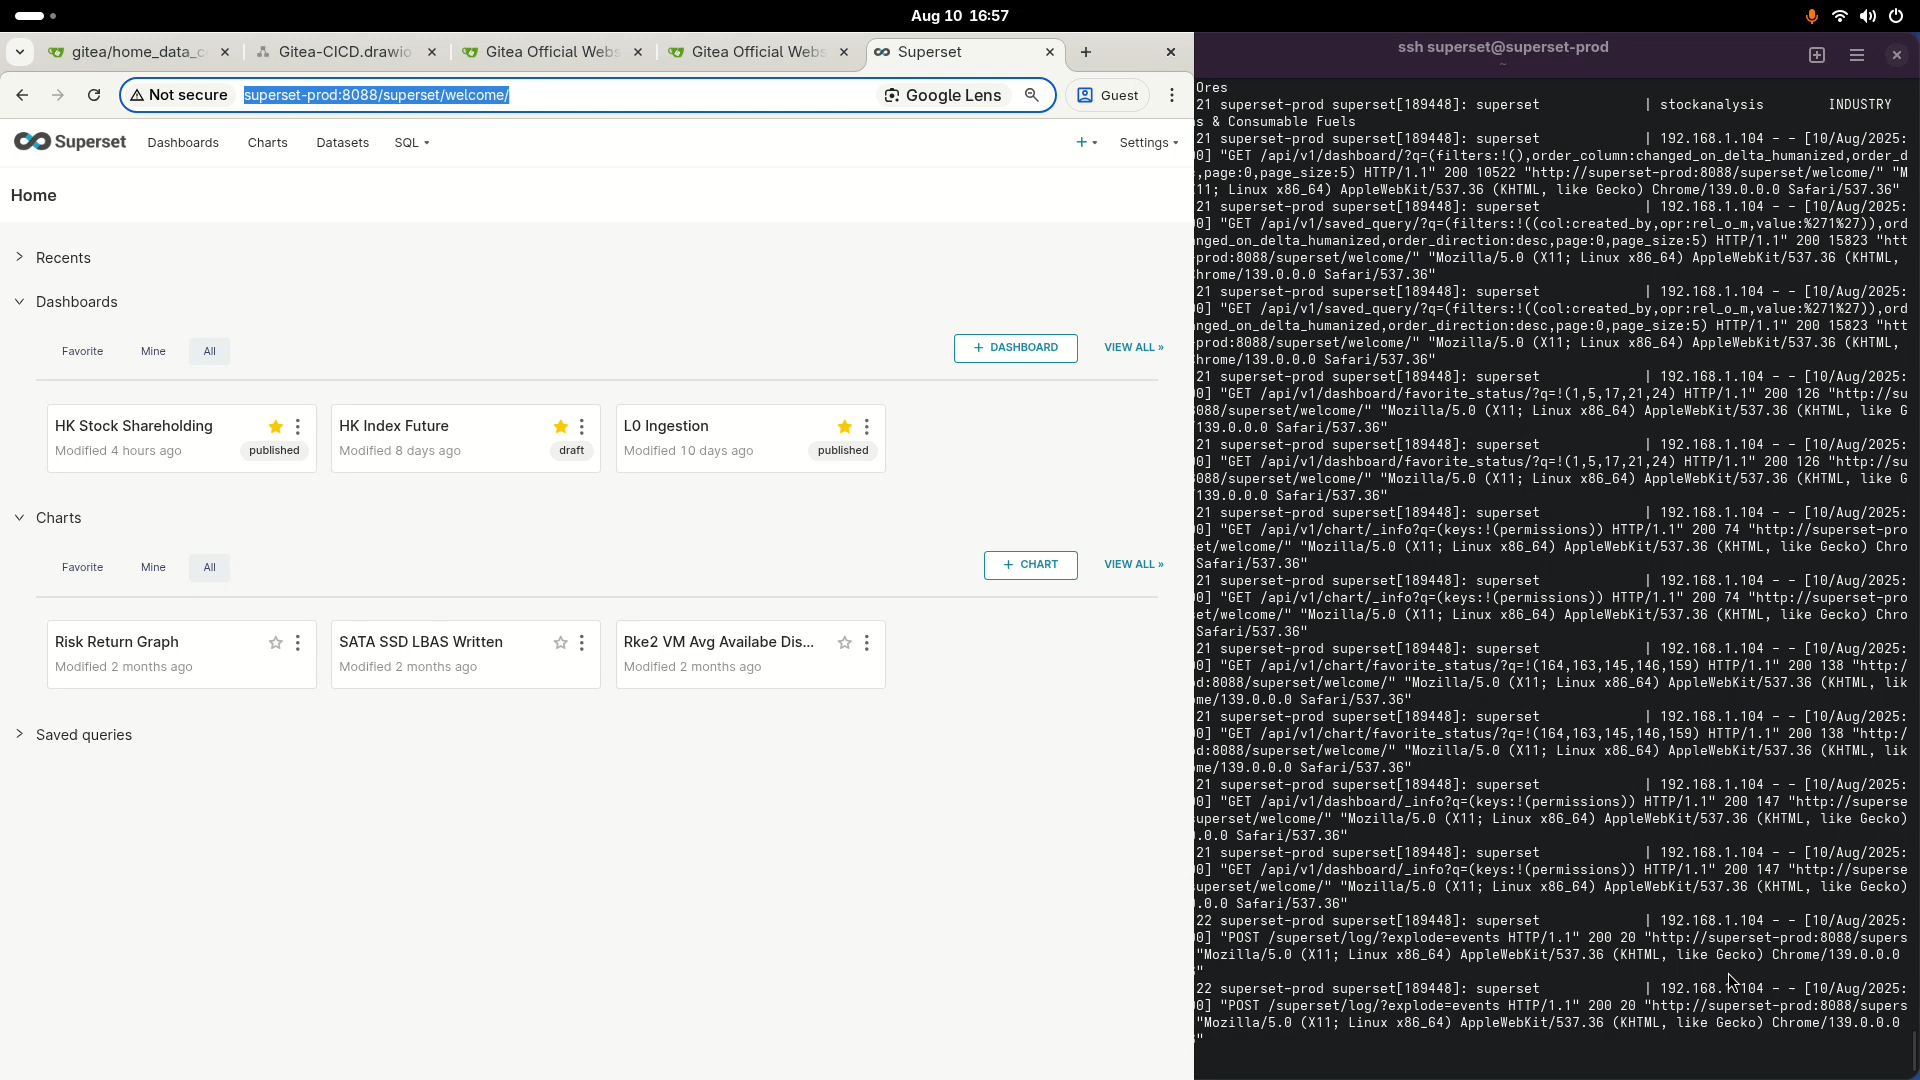 Aug 10 16:57
gitea/home_data_c
Gitea-CICD.drawio
Gitea Official Webs
Gitea Official Webs
Superset
Not secure
superset-prod:8088/superset/welcome/
Google Lens
Guest
Superset
Dashboards
Charts
Datasets
SQL
Settings
Home
Recents
Dashboards
Favorite
Mine
All
+ DASHBOARD
VIEW ALL »
HK Stock Shareholding
Modified 4 hours ago
published
HK Index Future
Modified 8 days ago
draft
L0 Ingestion
Modified 10 days ago
published
Charts
Favorite
Mine
All
+ CHART
VIEW ALL »
Risk Return Graph
Modified 2 months ago
SATA SSD LBAS Written
Modified 2 months ago
Rke2 VM Avg Availabe Dis...
Modified 2 months ago
Saved queries
ssh superset@superset-prod
~
Ores
21 superset-prod superset[189448]: superset | stockanalysis INDUSTRY
s & Consumable Fuels
21 superset-prod superset[189448]: superset | 192.168.1.104 - - [10/Aug/2025:
0] "GET /api/v1/dashboard/?q=(filters:!(),order_column:changed_on_delta_humanized,order_d
,page:0,page_size:5) HTTP/1.1" 200 10522 "http://superset-prod:8088/superset/welcome/" "M
11; Linux x86_64) AppleWebKit/537.36 (KHTML, like Gecko) Chrome/139.0.0.0 Safari/537.36"
21 superset-prod superset[189448]: superset | 192.168.1.104 - - [10/Aug/2025:
0] "GET /api/v1/saved_query/?q=(filters:!((col:created_by,opr:rel_o_m,value:%271%27)),ord
nged_on_delta_humanized,order_direction:desc,page:0,page_size:5) HTTP/1.1" 200 15823 "htt
prod:8088/superset/welcome/" "Mozilla/5.0 (X11; Linux x86_64) AppleWebKit/537.36 (KHTML,
hrome/139.0.0.0 Safari/537.36"
21 superset-prod superset[189448]: superset | 192.168.1.104 - - [10/Aug/2025:
0] "GET /api/v1/saved_query/?q=(filters:!((col:created_by,opr:rel_o_m,value:%271%27)),ord
nged_on_delta_humanized,order_direction:desc,page:0,page_size:5) HTTP/1.1" 200 15823 "htt
prod:8088/superset/welcome/" "Mozilla/5.0 (X11; Linux x86_64) AppleWebKit/537.36 (KHTML,
hrome/139.0.0.0 Safari/537.36"
21 superset-prod superset[189448]: superset | 192.168.1.104 - - [10/Aug/2025:
0] "GET /api/v1/dashboard/favorite_status/?q=!(1,5,17,21,24) HTTP/1.1" 200 126 "http://su
088/superset/welcome/" "Mozilla/5.0 (X11; Linux x86_64) AppleWebKit/537.36 (KHTML, like G
139.0.0.0 Safari/537.36"
21 superset-prod superset[189448]: superset | 192.168.1.104 - - [10/Aug/2025:
0] "GET /api/v1/dashboard/favorite_status/?q=!(1,5,17,21,24) HTTP/1.1" 200 126 "http://su
088/superset/welcome/" "Mozilla/5.0 (X11; Linux x86_64) AppleWebKit/537.36 (KHTML, like G
139.0.0.0 Safari/537.36"
21 superset-prod superset[189448]: superset | 192.168.1.104 - - [10/Aug/2025:
0] "GET /api/v1/chart/_info?q=(keys:!(permissions)) HTTP/1.1" 200 74 "http://superset-pro
et/welcome/" "Mozilla/5.0 (X11; Linux x86_64) AppleWebKit/537.36 (KHTML, like Gecko) Chro
Safari/537.36"
21 superset-prod superset[189448]: superset | 192.168.1.104 - - [10/Aug/2025:
0] "GET /api/v1/chart/_info?q=(keys:!(permissions)) HTTP/1.1" 200 74 "http://superset-pro
et/welcome/" "Mozilla/5.0 (X11; Linux x86_64) AppleWebKit/537.36 (KHTML, like Gecko) Chro
Safari/537.36"
21 superset-prod superset[189448]: superset | 192.168.1.104 - - [10/Aug/2025:
0] "GET /api/v1/chart/favorite_status/?q=!(164,163,145,146,159) HTTP/1.1" 200 138 "http:/
d:8088/superset/welcome/" "Mozilla/5.0 (X11; Linux x86_64) AppleWebKit/537.36 (KHTML, lik
me/139.0.0.0 Safari/537.36"
21 superset-prod superset[189448]: superset | 192.168.1.104 - - [10/Aug/2025:
0] "GET /api/v1/chart/favorite_status/?q=!(164,163,145,146,159) HTTP/1.1" 200 138 "http:/
d:8088/superset/welcome/" "Mozilla/5.0 (X11; Linux x86_64) AppleWebKit/537.36 (KHTML, lik
me/139.0.0.0 Safari/537.36"
21 superset-prod superset[189448]: superset | 192.168.1.104 - - [10/Aug/2025:
0] "GET /api/v1/dashboard/_info?q=(keys:!(permissions)) HTTP/1.1" 200 147 "http://superse
uperset/welcome/" "Mozilla/5.0 (X11; Linux x86_64) AppleWebKit/537.36 (KHTML, like Gecko)
.0.0 Safari/537.36"
21 superset-prod superset[189448]: superset | 192.168.1.104 - - [10/Aug/2025:
0] "GET /api/v1/dashboard/_info?q=(keys:!(permissions)) HTTP/1.1" 200 147 "http://superse
uperset/welcome/" "Mozilla/5.0 (X11; Linux x86_64) AppleWebKit/537.36 (KHTML, like Gecko)
.0.0 Safari/537.36"
22 superset-prod superset[189448]: superset | 192.168.1.104 - - [10/Aug/2025:
0] "POST /superset/log/?explode=events HTTP/1.1" 200 20 "http://superset-prod:8088/supers
"Mozilla/5.0 (X11; Linux x86_64) AppleWebKit/537.36 (KHTML, like Gecko) Chrome/139.0.0.0
"
22 superset-prod superset[189448]: superset | 192.168.1.104 - - [10/Aug/2025:
0] "POST /superset/log/?explode=events HTTP/1.1" 200 20 "http://superset-prod:8088/supers
"Mozilla/5.0 (X11; Linux x86_64) AppleWebKit/537.36 (KHTML, like Gecko) Chrome/139.0.0.0
"